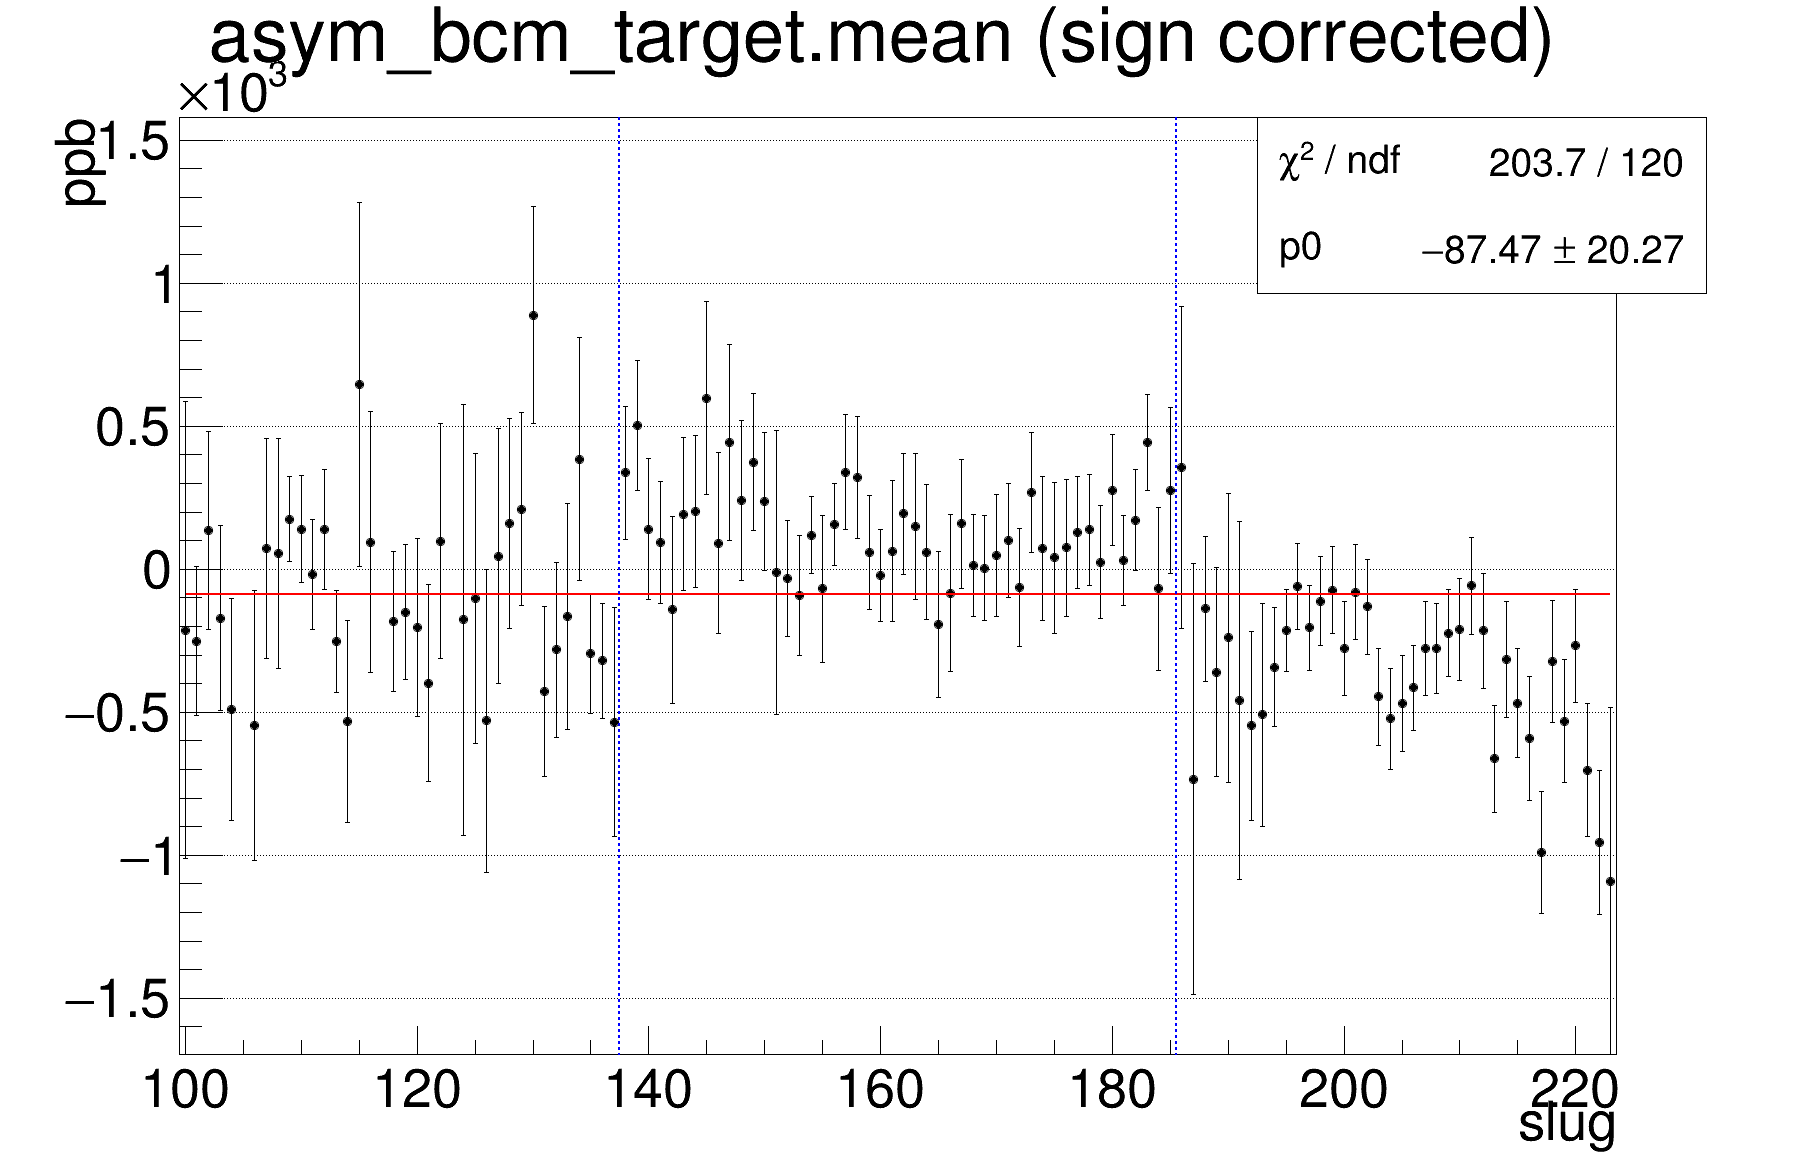 asym_bcm_target.mean (sign corrected)
×10³
ppb
1.5
1
0.5
0
−0.5
−1
−1.5
χ² / ndf 203.7 / 120
p0 −87.47 ± 20.27
100 120 140 160 180 200 220
slug